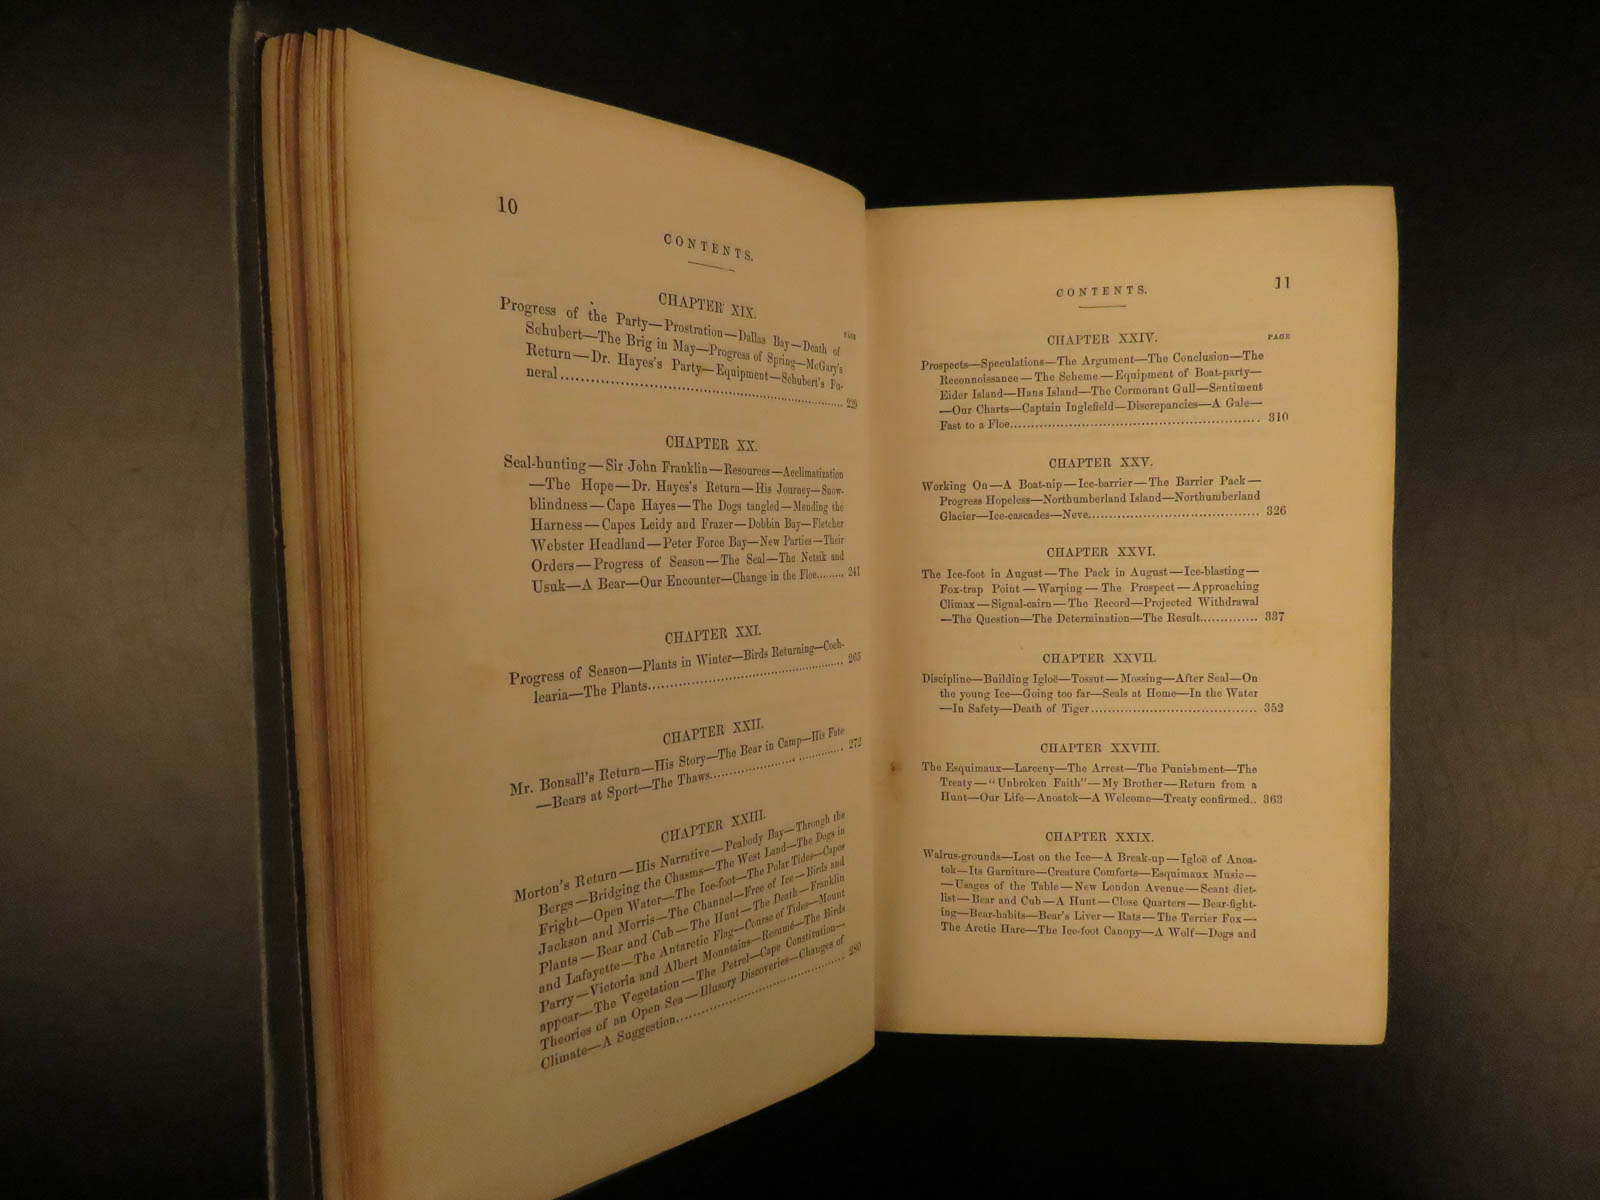 10
CONTENTS.
CHAPTER XIX.
PAGE
Progress of the Party—Prostration—Dallas Bay—Death of
Schubert—The Brig in May—Progress of Spring—McGary's
Return—Dr. Hayes's Party—Equipment—Schubert's Fu-
neral.......... 229
CHAPTER XX.
Seal-hunting—Sir John Franklin—Resources—Acclimatization
—The Hope—Dr. Hayes's Return—His Journey—Snow-
blindness—Cape Hayes—The Dogs tangled—Mending the
Harness—Capes Leidy and Frazer—Dobbin Bay—Fletcher
Webster Headland—Peter Force Bay—New Parties—Their
Orders—Progress of Season—The Seal—The Netsik and
Usuk—A Bear—Our Encounter—Change in the Floe......... 241
CHAPTER XXI.
Progress of Season—Plants in Winter—Birds Returning—Coch-
learia—The Plants.......... 265
CHAPTER XXII.
Mr. Bonsall's Return—His Story—The Bear in Camp—His Fate
—Bears at Sport—The Thaws.......... 272
CHAPTER XXIII.
Morton's Return—His Narrative—Peabody Bay—Through the
Bergs—Bridging the Chasms—The West Land—The Dogs in
Fright—Open Water—The Ice-foot—The Polar Tides—Capes
Jackson and Morris—The Channel—Free of Ice—Birds and
Plants—Bear and Cub—The Hunt—The Death—Franklin
and Lafayette—The Antarctic Flag—Course of Tides—Mount
Parry—Victoria and Albert Mountains—Resumé—The Birds
appear—The Vegetation—The Petrel—Cape Constitution—
Theories of an Open Sea—Illusory Discoveries—Changes of
Climate—A Suggestion.......... 280
CONTENTS.
11
CHAPTER XXIV.
PAGE
Prospects—Speculations—The Argument—The Conclusion—The
Reconnoissance—The Scheme—Equipment of Boat-party—
Eider Island—Hans Island—The Cormorant Gull—Sentiment
—Our Charts—Captain Inglefield—Discrepancies—A Gale—
Fast to a Floe.......... 310
CHAPTER XXV.
Working On—A Boat-nip—Ice-barrier—The Barrier Pack—
Progress Hopeless—Northumberland Island—Northumberland
Glacier—Ice-cascades—Neve.......... 326
CHAPTER XXVI.
The Ice-foot in August—The Pack in August—Ice-blasting—
Fox-trap Point—Warping—The Prospect—Approaching
Climax—Signal-cairn—The Record—Projected Withdrawal
—The Question—The Determination—The Result.......... 337
CHAPTER XXVII.
Discipline—Building Igloë—Tossut—Mossing—After Seal—On
the young Ice—Going too far—Seals at Home—In the Water
—In Safety—Death of Tiger.......... 352
CHAPTER XXVIII.
The Esquimaux—Larceny—The Arrest—The Punishment—The
Treaty—"Unbroken Faith"—My Brother—Return from a
Hunt—Our Life—Anoatok—A Welcome—Treaty confirmed.. 363
CHAPTER XXIX.
Walrus-grounds—Lost on the Ice—A Break-up—Igloë of Anoa-
tok—Its Garniture—Creature Comforts—Esquimaux Music—
—Usages of the Table—New London Avenue—Scant diet-
list—Bear and Cub—A Hunt—Close Quarters—Bear-fight-
ing—Bear-habits—Bear's Liver—Rats—The Terrier Fox—
The Arctic Hare—The Ice-foot Canopy—A Wolf—Dogs and